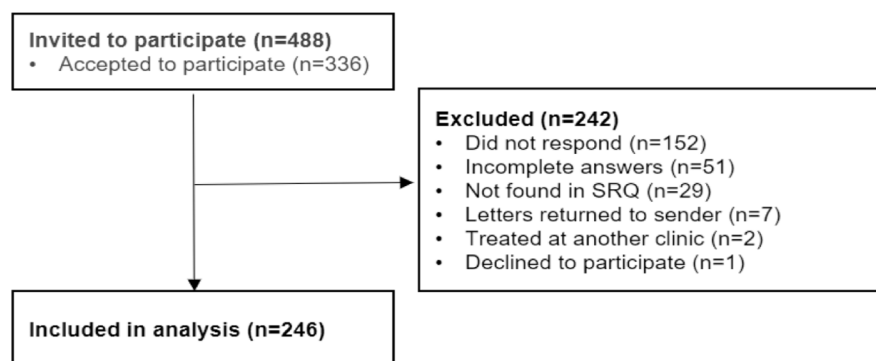 Invited to participate (n=488)
• Accepted to participate (n=336)
Excluded (n=242)
• Did not respond (n=152)
• Incomplete answers (n=51)
• Not found in SRQ (n=29)
• Letters returned to sender (n=7)
• Treated at another clinic (n=2)
• Declined to participate (n=1)
Included in analysis (n=246)